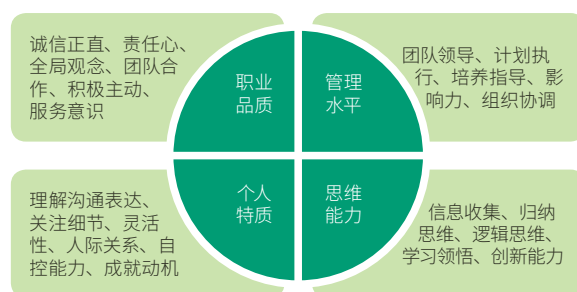 诚信正直、责任心、
全局观念、团队合
作、积极主动、
服务意识
职业
品质
管理
水平
团队领导、计划执
行、培养指导、影
响力、组织协调
理解沟通表达、
关注细节、灵活
性、人际关系、自
控能力、成就动机
个人
特质
思维
能力
信息收集、归纳
思维、逻辑思维、
学习领悟、创新能力